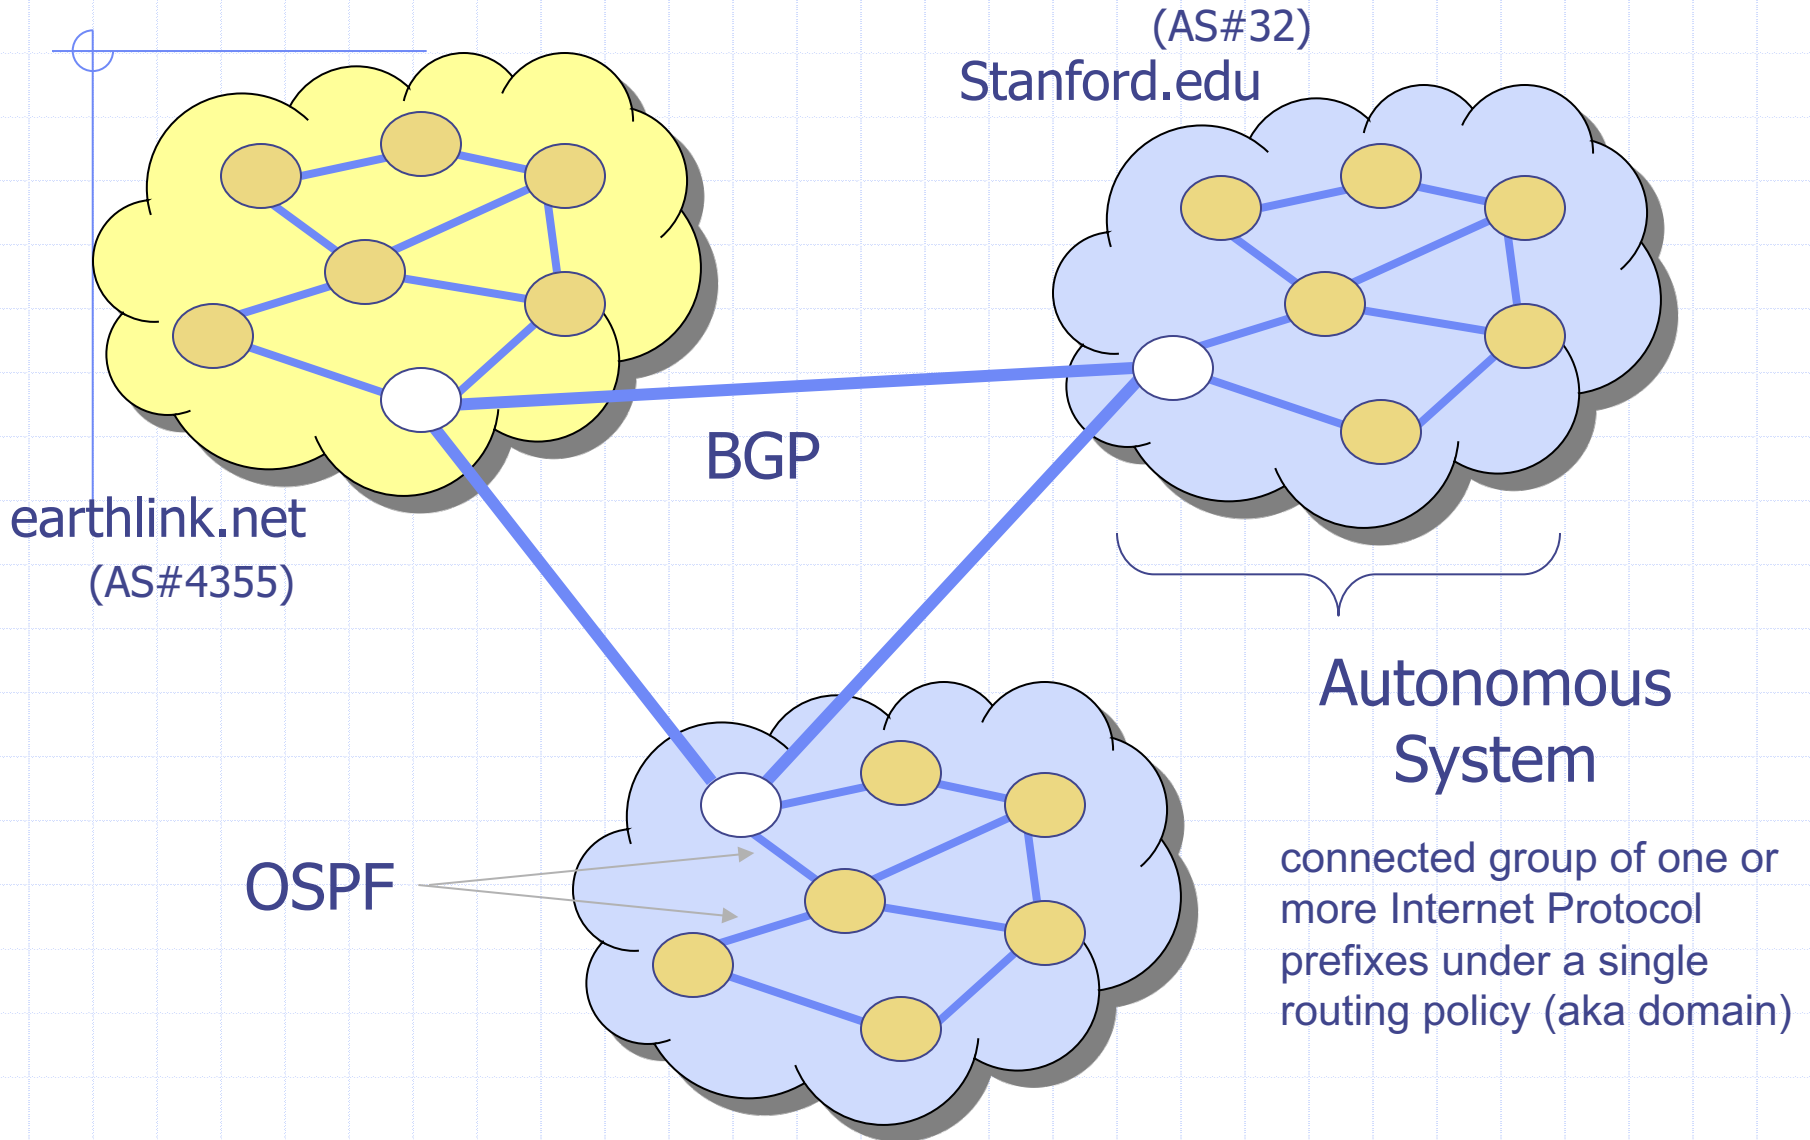 (AS#32)
Stanford.edu
BGP
earthlink.net
(AS#4355)
Autonomous
System
OSPF
connected group of one or
more Internet Protocol
prefixes under a single
routing policy (aka domain)